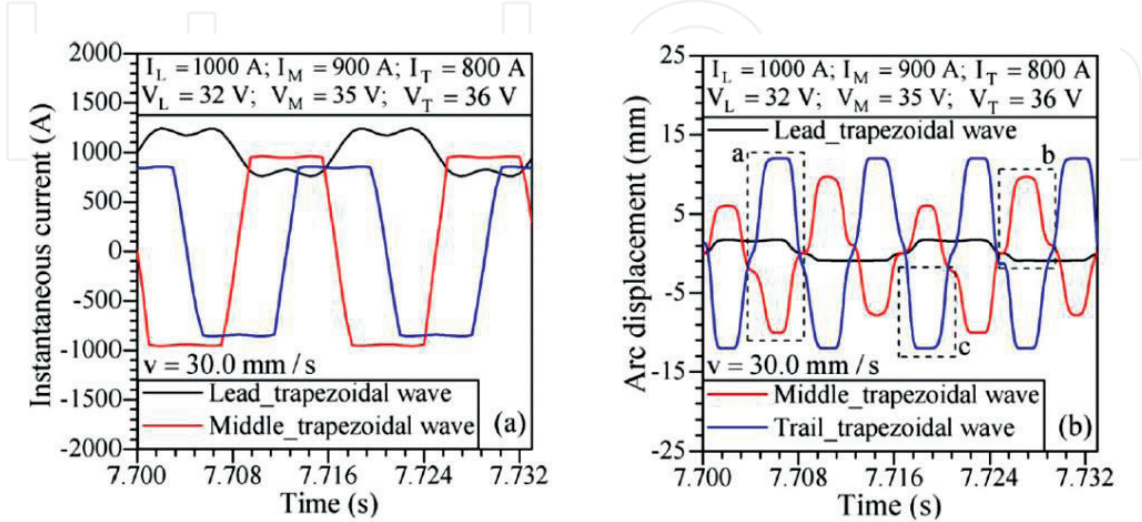 2000
1500
1000
500
0
-500
-1000
-1500
-2000
Instantaneous current (A)
I_L = 1000 A; I_M = 900 A; I_T = 800 A
V_L = 32 V; V_M = 35 V; V_T = 36 V
v = 30.0 mm / s
Lead_trapezoidal wave
Middle_trapezoidal wave
(a)
7.700 7.708 7.716 7.724 7.732
Time (s)
25
15
5
-5
-15
-25
Arc displacement (mm)
I_L = 1000 A; I_M = 900 A; I_T = 800 A
V_L = 32 V; V_M = 35 V; V_T = 36 V
Lead_trapezoidal wave
a
b
c
v = 30.0 mm / s
Middle_trapezoidal wave
Trail_trapezoidal wave
(b)
7.700 7.708 7.716 7.724 7.732
Time (s)